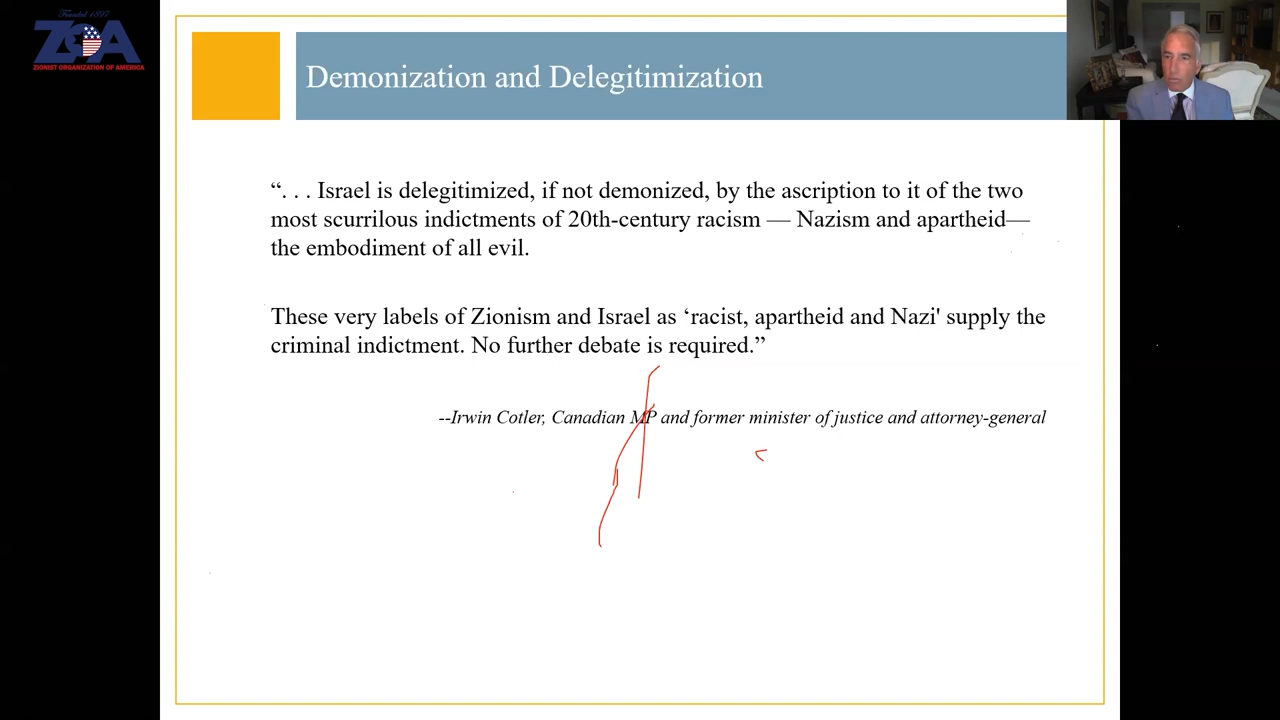 Founded 1897
ZOA
ZIONIST ORGANIZATION OF AMERICA
Demonization and Delegitimization
“. . . Israel is delegitimized, if not demonized, by the ascription to it of the two
most scurrilous indictments of 20th-century racism — Nazism and apartheid—
the embodiment of all evil.
These very labels of Zionism and Israel as ‘racist, apartheid and Nazi' supply the
criminal indictment. No further debate is required.”
--Irwin Cotler, Canadian MP and former minister of justice and attorney-general